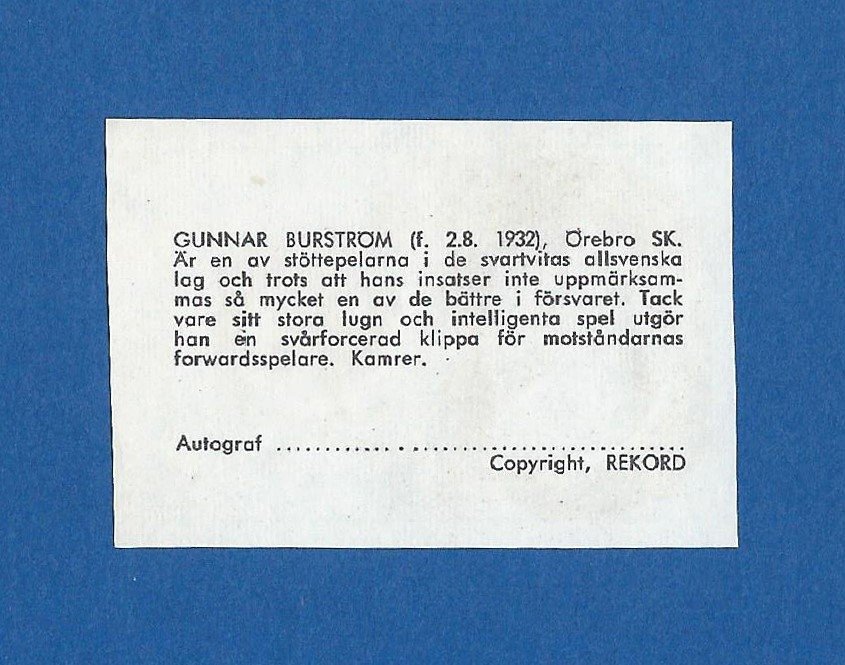 GUNNAR BURSTRÖM (f. 2.8. 1932), Örebro SK.
Är en av stöttepelarna i de svartvitas allsvenska
lag och trots att hans insatser inte uppmärksam-
mas så mycket en av de bättre i försvaret. Tack
vare sitt stora lugn och intelligenta spel utgör
han en svårforcerad klippa för motståndarnas
forwardsspelare. Kamrer.
Autograf ........................................
Copyright, REKORD